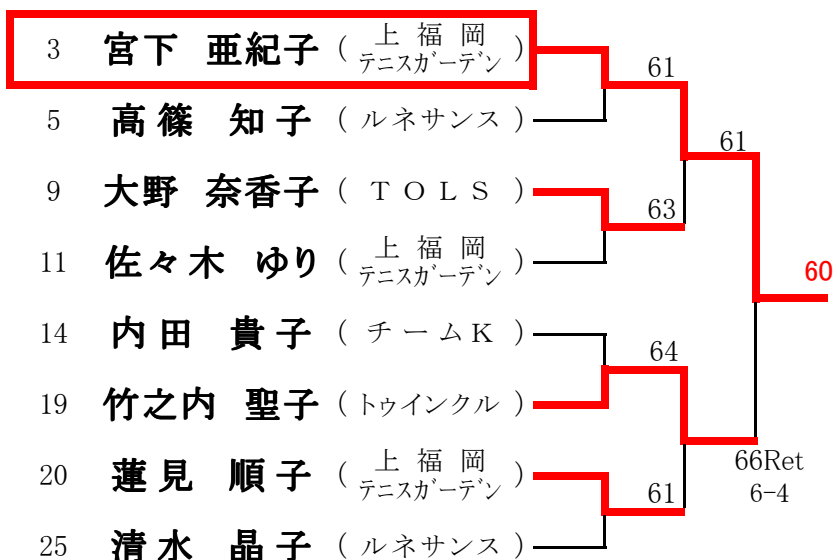 3 宮下 亜紀子 ( 上福岡 テニスガーデン )
61
5 高篠 知子 ( ルネサンス )
61
9 大野 奈香子 ( TOLS )
63
11 佐々木 ゆり ( 上福岡 テニスガーデン )
60
14 内田 貴子 ( チームK )
64
19 竹之内 聖子 ( トゥインクル )
20 蓮見 順子 ( 上福岡 テニスガーデン )
66Ret
6-4
61
25 清水 晶子 ( ルネサンス )